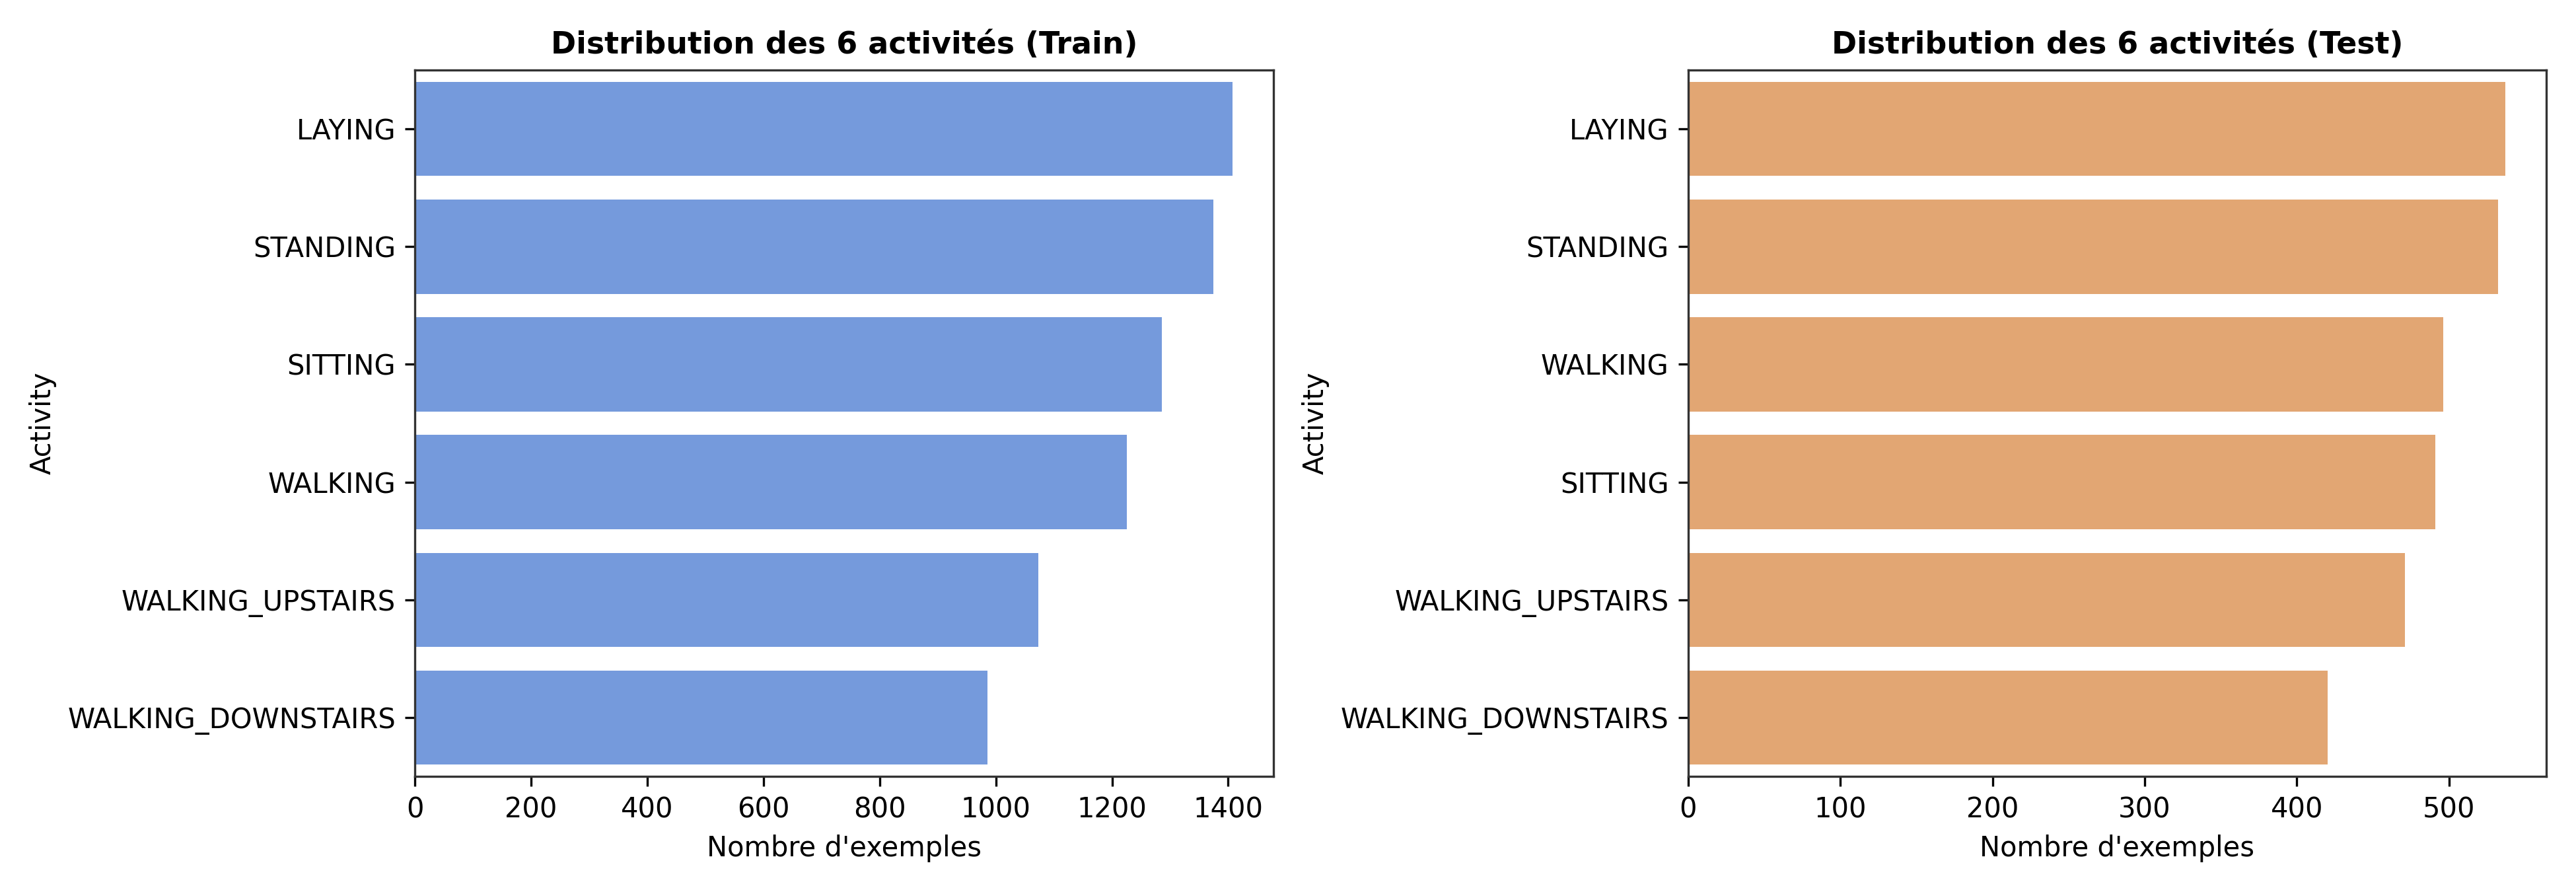 Distribution des 6 activités (Train)
LAYING
STANDING
SITTING
WALKING
WALKING_UPSTAIRS
WALKING_DOWNSTAIRS
Activity
0 200 400 600 800 1000 1200 1400
Nombre d'exemples
Distribution des 6 activités (Test)
LAYING
STANDING
WALKING
SITTING
WALKING_UPSTAIRS
WALKING_DOWNSTAIRS
Activity
0 100 200 300 400 500
Nombre d'exemples